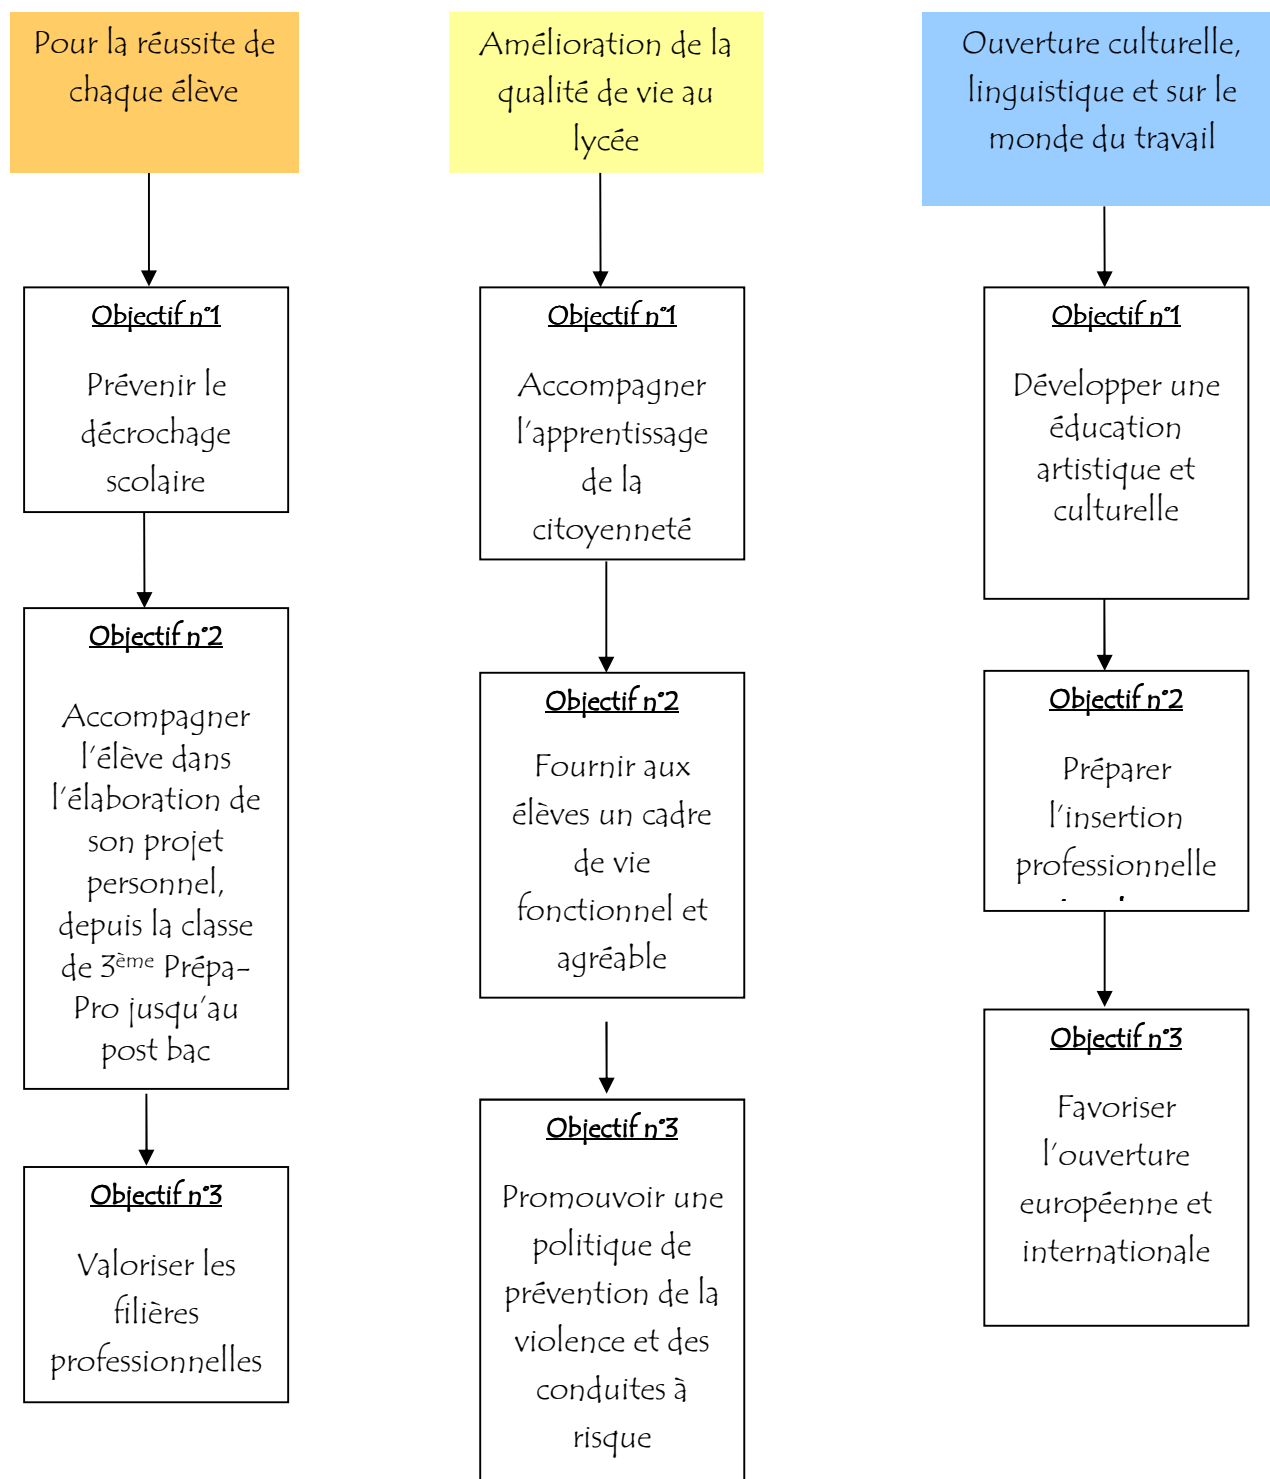 Pour la réussite de
chaque élève
Objectif n°1
Prévenir le
décrochage
scolaire
Objectif n°2
Accompagner
l'élève dans
l'élaboration de
son projet
personnel,
depuis la classe
de 3ème Prépa-
Pro jusqu'au
post bac
Objectif n°3
Valoriser les
filières
professionnelles
Amélioration de la
qualité de vie au
lycée
Objectif n°1
Accompagner
l'apprentissage
de la
citoyenneté
Objectif n°2
Fournir aux
élèves un cadre
de vie
fonctionnel et
agréable
Objectif n°3
Promouvoir une
politique de
prévention de la
violence et des
conduites à
risque
Ouverture culturelle,
linguistique et sur le
monde du travail
Objectif n°1
Développer une
éducation
artistique et
culturelle
Objectif n°2
Préparer
l'insertion
professionnelle
Objectif n°3
Favoriser
l'ouverture
européenne et
internationale